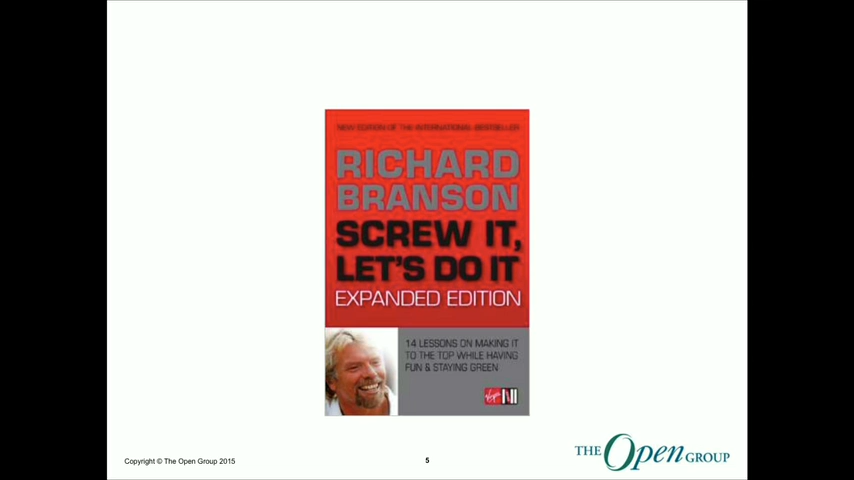 NEW EDITION OF THE INTERNATIONAL BESTSELLER
RICHARD
BRANSON
SCREW IT,
LET'S DO IT
EXPANDED EDITION
14 LESSONS ON MAKING IT
TO THE TOP WHILE HAVING
FUN & STAYING GREEN
Virgin
Copyright © The Open Group 2015
5
THE Open GROUP